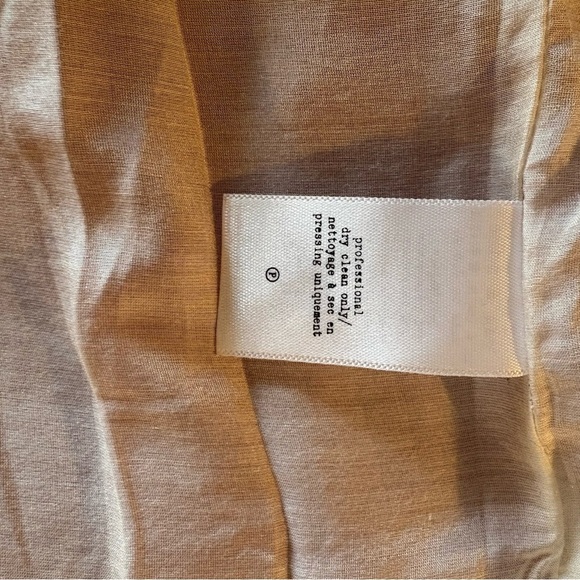 professional
dry clean only/
nettoyage à sec en
pressing uniquement
P